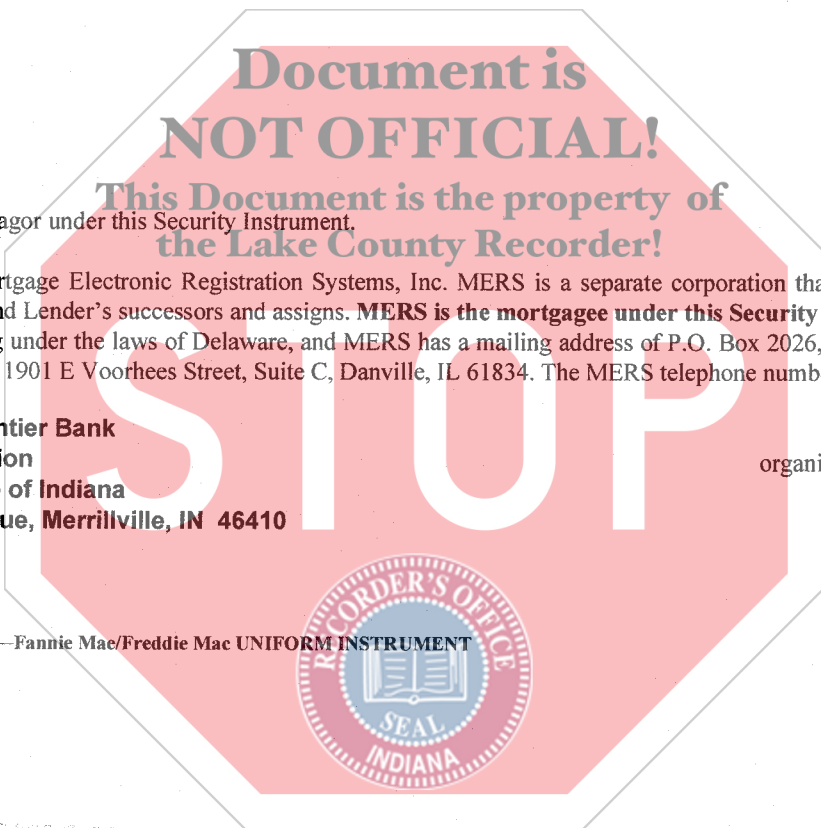 Document is
NOT OFFICIAL!
This Document is the property of
agor under this Security Instrument.
the Lake County Recorder!
rtgage Electronic Registration Systems, Inc. MERS is a separate corporation tha
nd Lender's successors and assigns. MERS is the mortgagee under this Security
g under the laws of Delaware, and MERS has a mailing address of P.O. Box 2026,
1901 E Voorhees Street, Suite C, Danville, IL 61834. The MERS telephone numb
STOP
ntier Bank
ion
organi
of Indiana
ue, Merrillville, IN 46410
—Fannie Mae/Freddie Mac UNIFORM INSTRUMENT
RECORDER'S OFFICE
SEAL
INDIANA